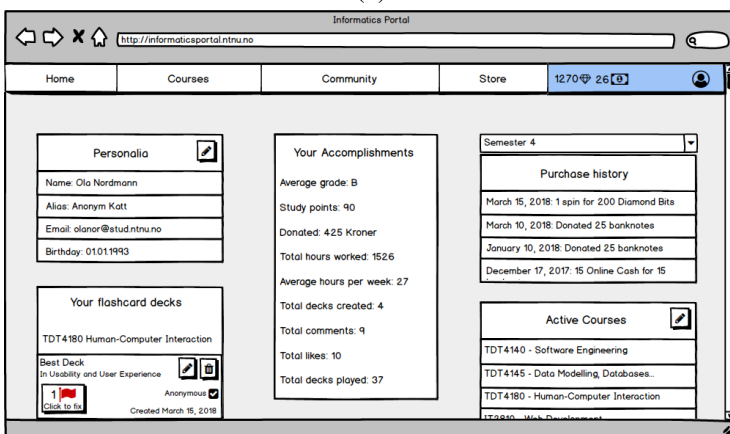 Informatics Portal
http://informaticsportal.ntnu.no
Home
Courses
Community
Store
1270 26
Personalia
Name: Ola Nordmann
Alias: Anonym Katt
Email: olanor@stud.ntnu.no
Birthday: 01.01.1993
Your flashcard decks
TDT4180 Human-Computer Interaction
Best Deck
In Usability and User Experience
1
Click to fix
Anonymous
Created March 15, 2018
Your Accomplishments
Average grade: B
Study points: 90
Donated: 425 Kroner
Total hours worked: 1526
Average hours per week: 27
Total decks created: 4
Total comments: 9
Total likes: 10
Total decks played: 37
Semester 4
Purchase history
March 15, 2018: 1 spin for 200 Diamond Bits
March 10, 2018: Donated 25 banknotes
January 10, 2018: Donated 25 banknotes
December 17, 2017: 15 Online Cash for 15
Active Courses
TDT4140 - Software Engineering
TDT4145 - Data Modelling, Databases...
TDT4180 - Human-Computer Interaction
IT2810 - Web Development